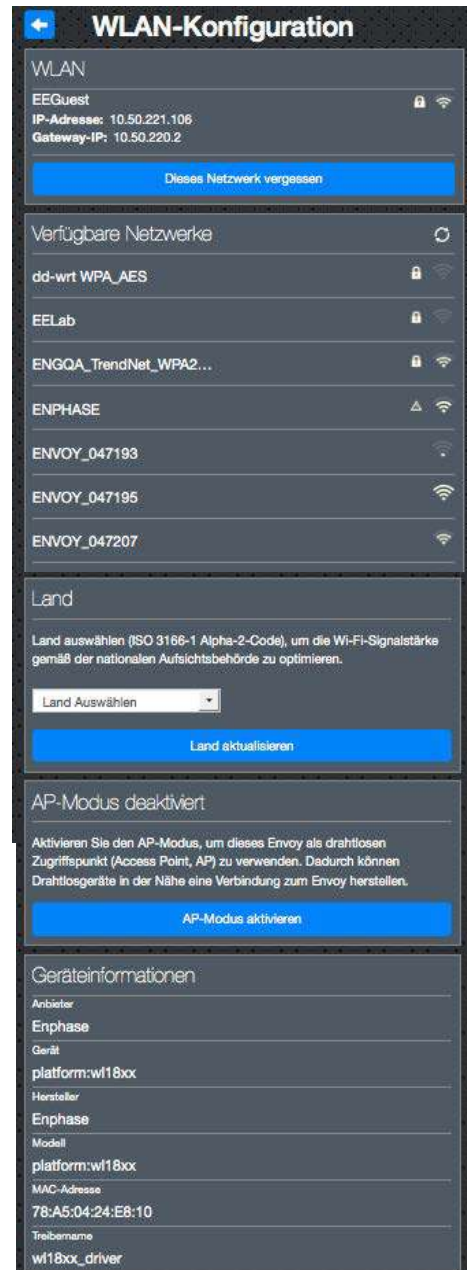 WLAN-Konfiguration
WLAN
EEGuest
IP-Adresse: 10.50.221.106
Gateway-IP: 10.50.220.2
Dieses Netzwerk vergessen
Verfügbare Netzwerke
dd-wrt WPA_AES
EELab
ENGQA_TrendNet_WPA2...
ENPHASE
ENVOY_047193
ENVOY_047195
ENVOY_047207
Land
Land auswählen (ISO 3166-1 Alpha-2-Code), um die Wi-Fi-Signalstärke
gemäß der nationalen Aufsichtsbehörde zu optimieren.
Land Auswählen
Land aktualisieren
AP-Modus deaktiviert
Aktivieren Sie den AP-Modus, um dieses Envoy als drahtlosen
Zugriffspunkt (Access Point, AP) zu verwenden. Dadurch können
Drahtlosgeräte in der Nähe eine Verbindung zum Envoy herstellen.
AP-Modus aktivieren
Geräteinformationen
Anbieter
Enphase
Gerät
platform:wl18xx
Hersteller
Enphase
Modell
platform:wl18xx
MAC-Adresse
78:A5:04:24:E8:10
Treibername
wl18xx_driver